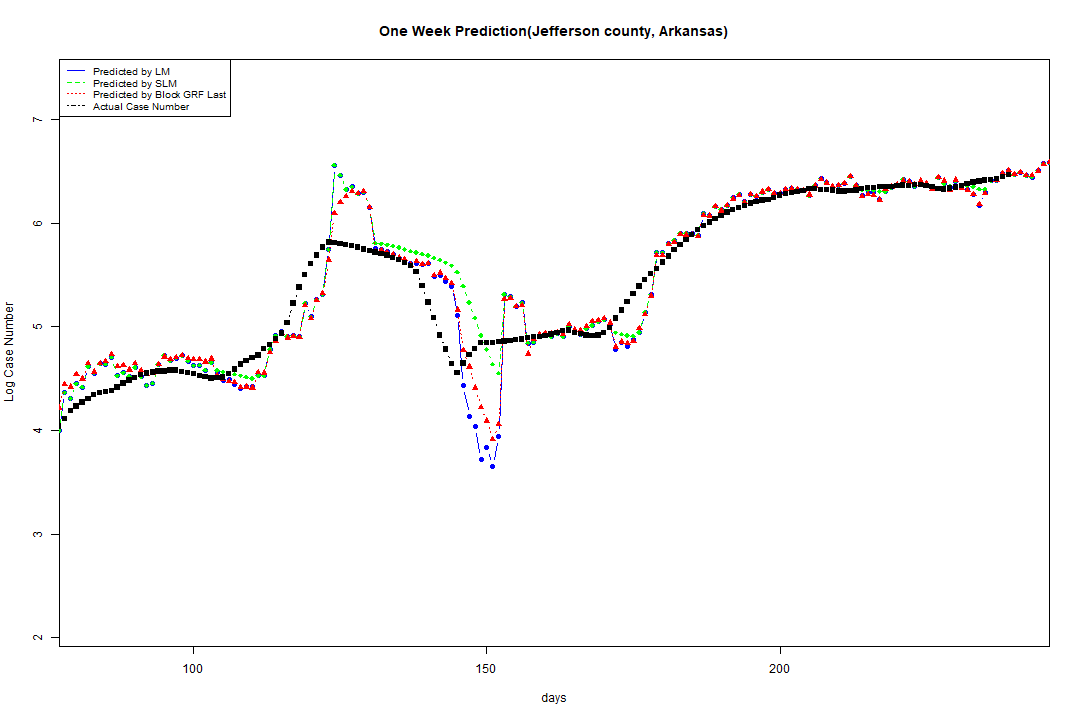 One Week Prediction(Jefferson county, Arkansas)
Predicted by LM
Predicted by SLM
Predicted by Block GRF Last
Actual Case Number
7
6
5
4
3
2
Log Case Number
100
150
200
days